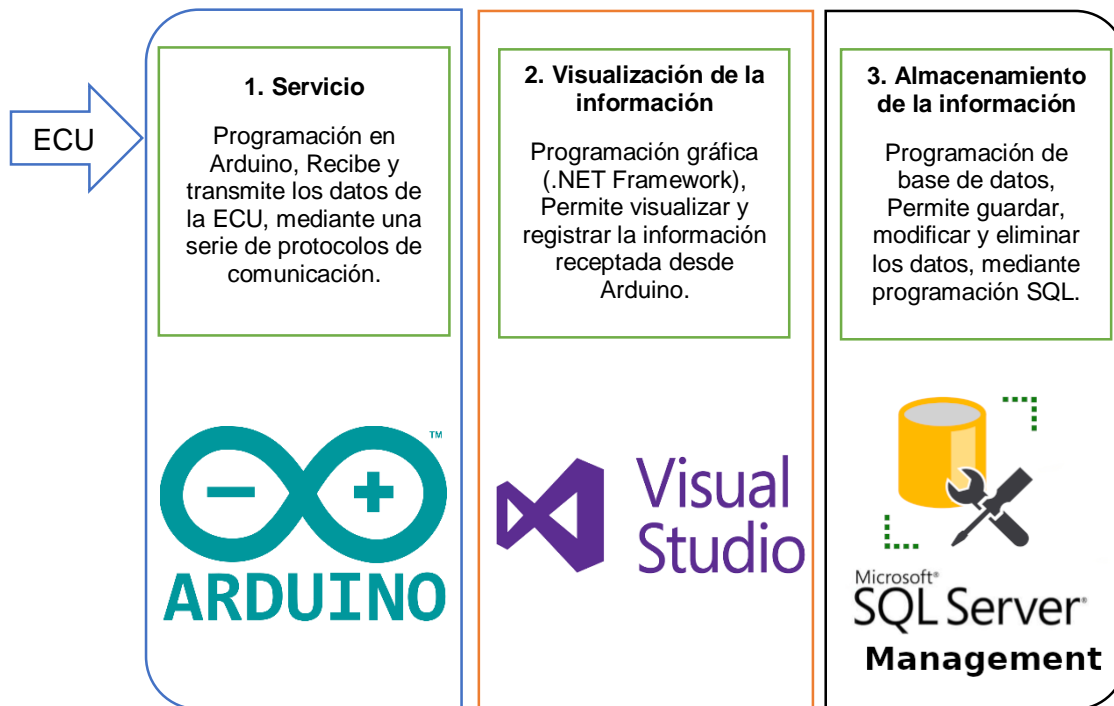 ECU
1. Servicio
Programación en
Arduino, Recibe y
transmite los datos de
la ECU, mediante una
serie de protocolos de
comunicación.
ARDUINO
TM
2. Visualización de la
información
Programación gráfica
(.NET Framework),
Permite visualizar y
registrar la información
receptada desde
Arduino.
Visual
Studio
3. Almacenamiento
de la información
Programación de
base de datos,
Permite guardar,
modificar y eliminar
los datos, mediante
programación SQL.
Microsoft®
SQL Server®
Management